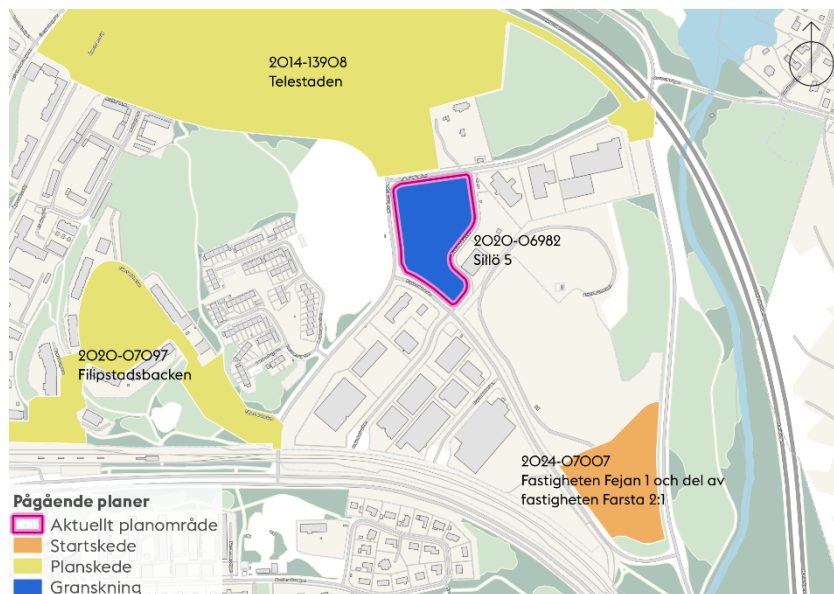 2014-13908
Telestaden
2020-06982
Sillö 5
2020-07097
Filipstadsbacken
2024-07007
Fastigheten Fejan 1 och del av
fastigheten Farsta 2:1
Pågående planer
Aktuellt planområde
Startskede
Planskede
Granskning